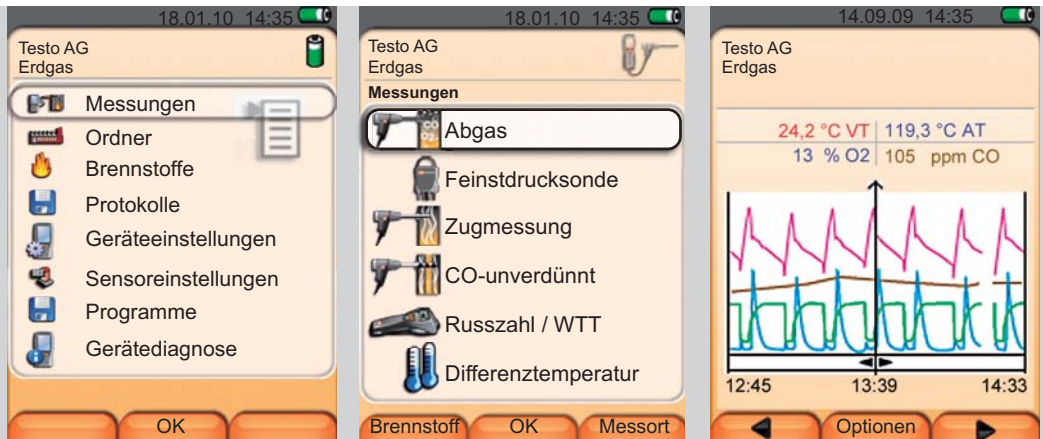 18.01.10 14:35
Testo AG
Erdgas
Messungen
Ordner
Brennstoffe
Protokolle
Geräteeinstellungen
Sensoreinstellungen
Programme
Gerätediagnose
OK
18.01.10 14:35
Testo AG
Erdgas
Messungen
Abgas
CO
O2
Feinstdrucksonde
Zugmessung
CO-unverdünnt
Russzahl / WTT
Differenztemperatur
Brennstoff OK Messort
14.09.09 14:35
Testo AG
Erdgas
24,2 °C VT 119,3 °C AT
13 % O2 105 ppm CO
12:45 13:39 14:33
Optionen